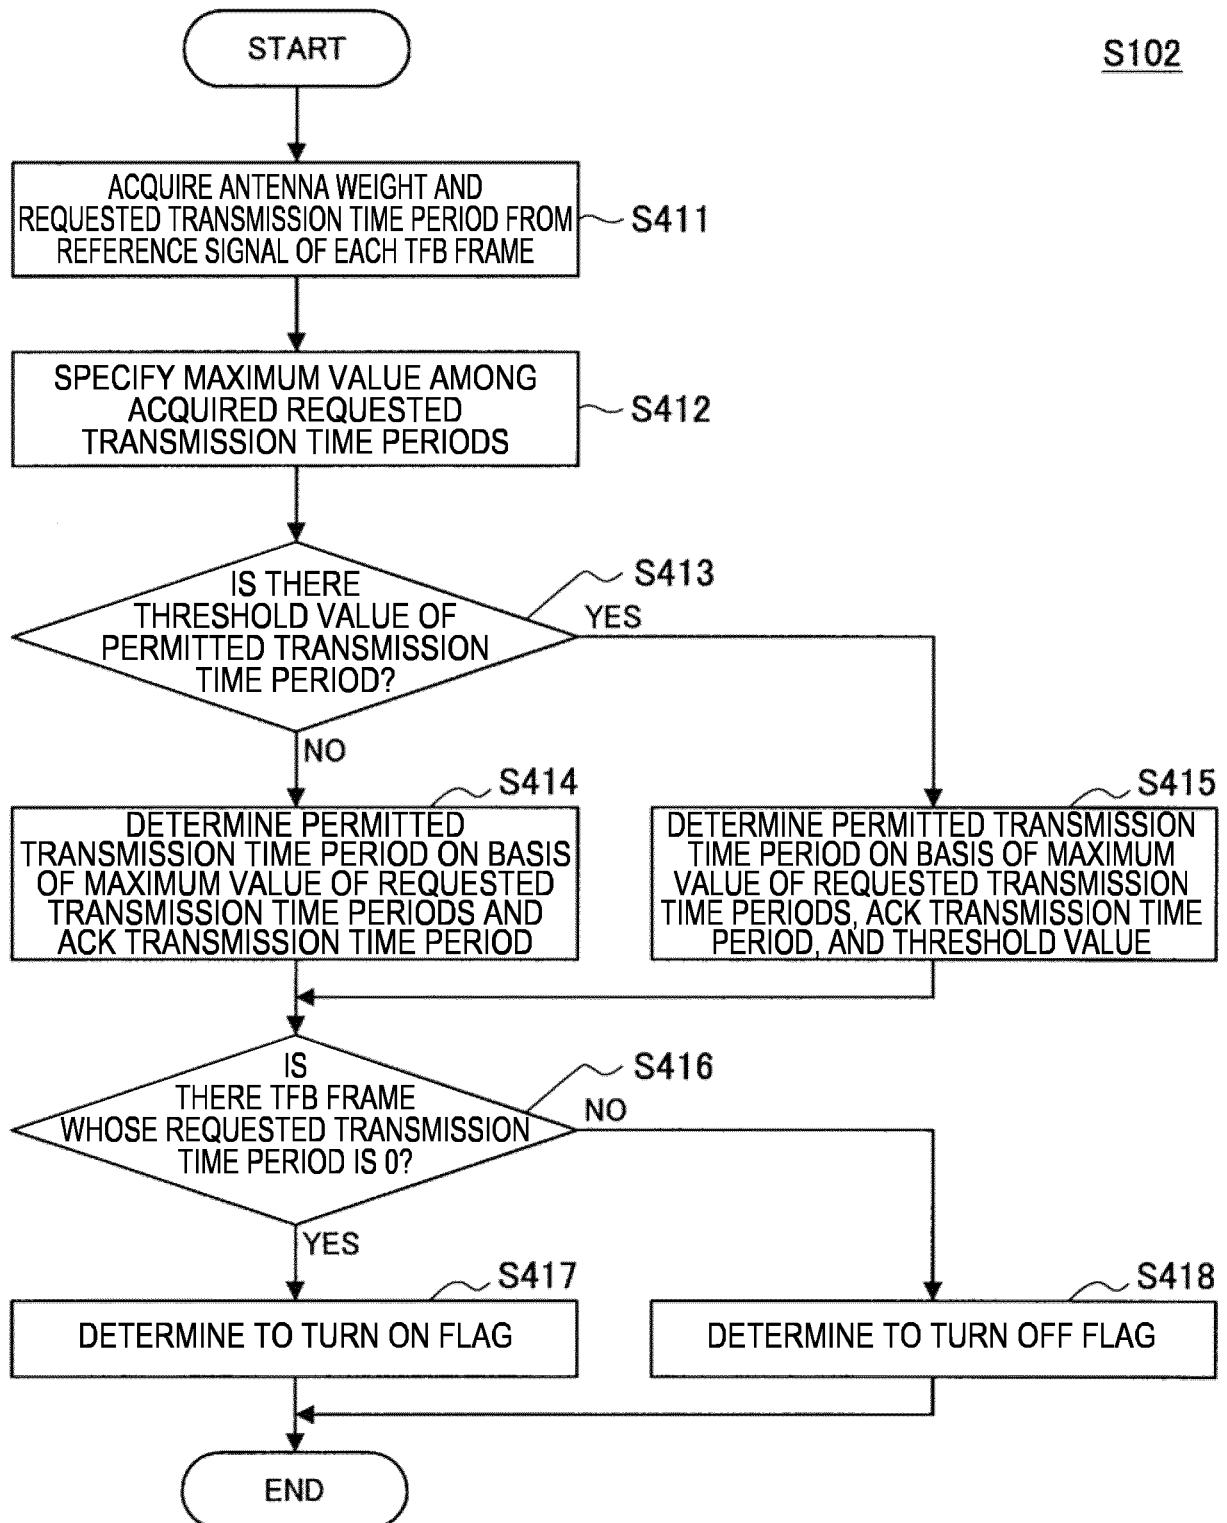 START
S102
ACQUIRE ANTENNA WEIGHT AND
REQUESTED TRANSMISSION TIME PERIOD FROM
REFERENCE SIGNAL OF EACH TFB FRAME
S411
SPECIFY MAXIMUM VALUE AMONG
ACQUIRED REQUESTED
TRANSMISSION TIME PERIODS
S412
IS THERE
THRESHOLD VALUE OF
PERMITTED TRANSMISSION
TIME PERIOD?
S413
YES
NO
S414
DETERMINE PERMITTED
TRANSMISSION TIME PERIOD ON BASIS
OF MAXIMUM VALUE OF REQUESTED
TRANSMISSION TIME PERIODS AND
ACK TRANSMISSION TIME PERIOD
S415
DETERMINE PERMITTED TRANSMISSION
TIME PERIOD ON BASIS OF MAXIMUM
VALUE OF REQUESTED TRANSMISSION
TIME PERIODS, ACK TRANSMISSION TIME
PERIOD, AND THRESHOLD VALUE
IS
THERE TFB FRAME
WHOSE REQUESTED TRANSMISSION
TIME PERIOD IS 0?
S416
NO
YES
S417
DETERMINE TO TURN ON FLAG
S418
DETERMINE TO TURN OFF FLAG
END